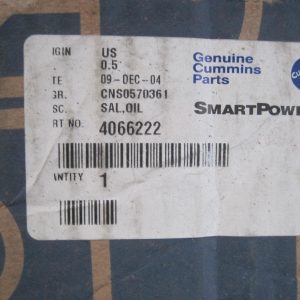 IGIN US
0.5
TE 09-DEC-04
GR. CNS0570361
SC. SAL,OIL
RT NO. 4066222
ANTITY 1
Genuine
Cummins
Parts
SMARTPOWE